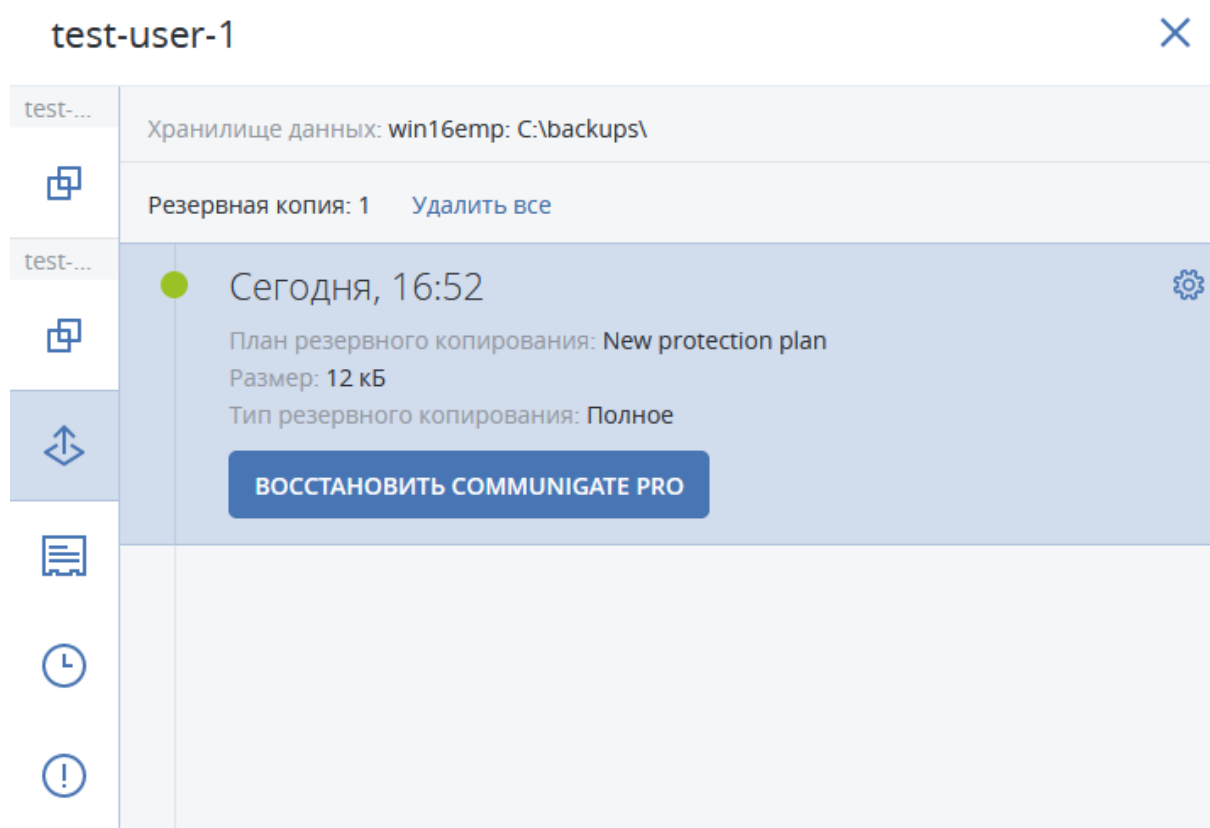 test-user-1
test-...
Хранилище данных: win16emp: C:\backups\
Резервная копия: 1 Удалить все
test-...
Сегодня, 16:52
План резервного копирования: New protection plan
Размер: 12 кБ
Тип резервного копирования: Полное
ВОССТАНОВИТЬ COMMUNIGATE PRO